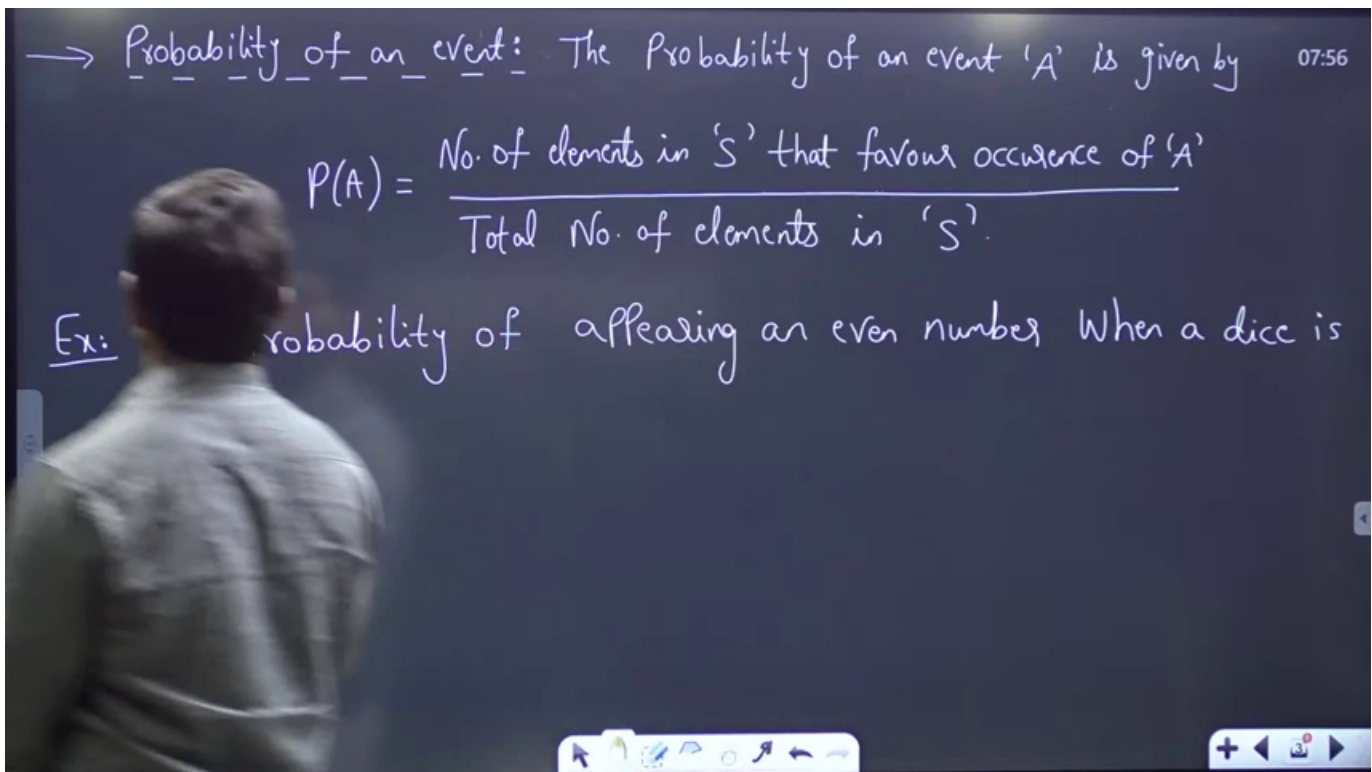 → Probability of an event: The Probability of an event 'A' is given by
07:56
P(A) = No. of elements in 'S' that favour occurence of 'A'
Total No. of elements in 'S'.
Ex: robability of appearing an even number When a dice is
3